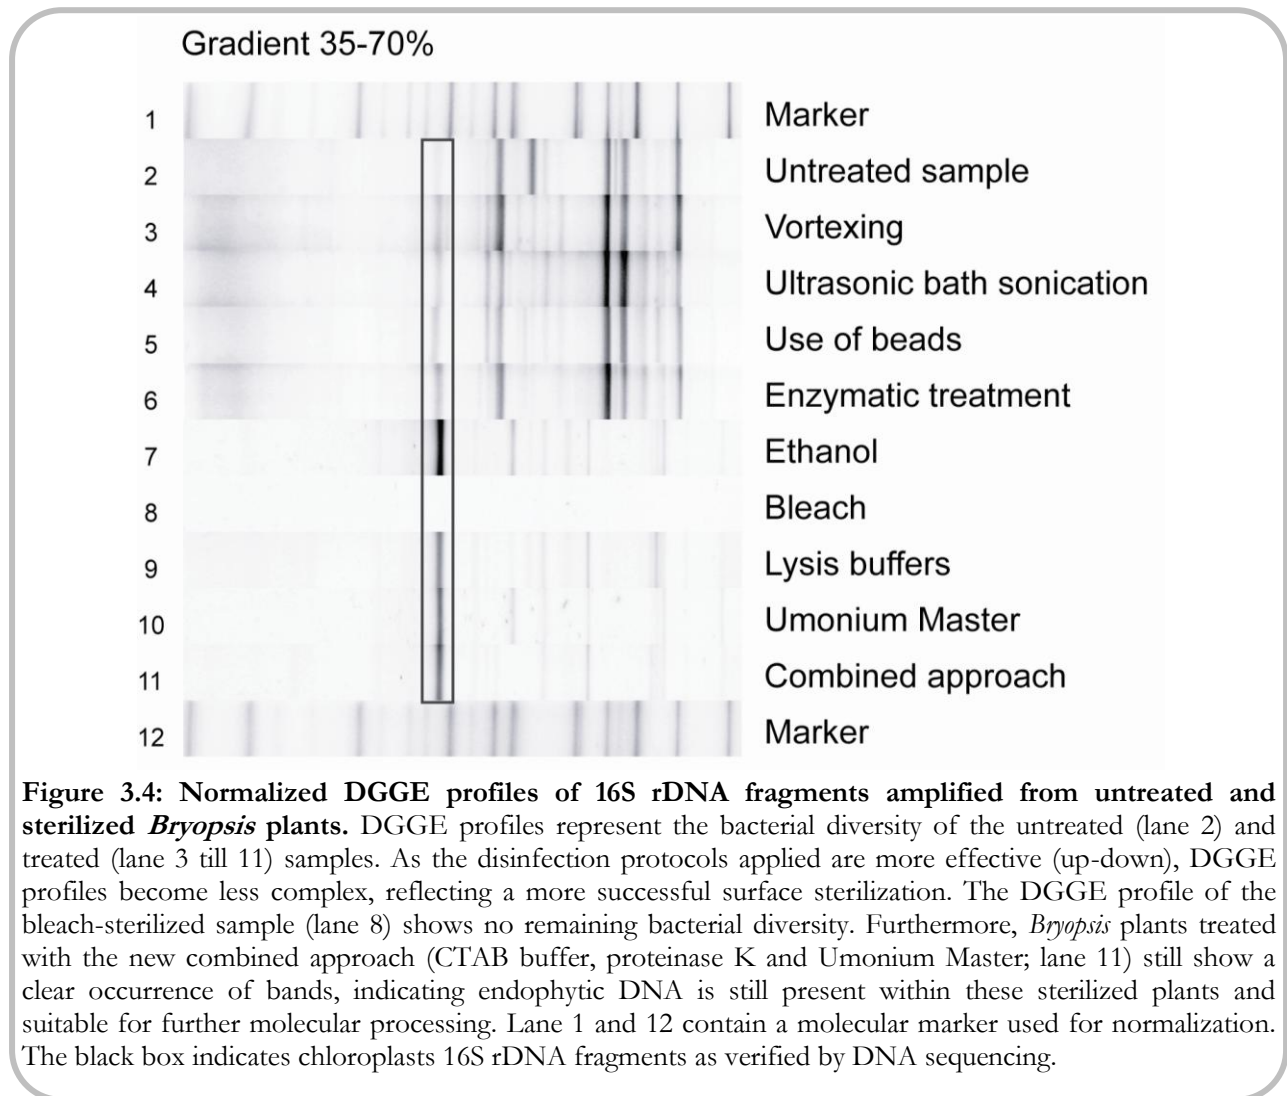 Gradient 35-70%
1 Marker
2 Untreated sample
3 Vortexing
4 Ultrasonic bath sonication
5 Use of beads
6 Enzymatic treatment
7 Ethanol
8 Bleach
9 Lysis buffers
10 Umonium Master
11 Combined approach
12 Marker
Figure 3.4: Normalized DGGE profiles of 16S rDNA fragments amplified from untreated and
sterilized Bryopsis plants. DGGE profiles represent the bacterial diversity of the untreated (lane 2) and
treated (lane 3 till 11) samples. As the disinfection protocols applied are more effective (up-down), DGGE
profiles become less complex, reflecting a more successful surface sterilization. The DGGE profile of the
bleach-sterilized sample (lane 8) shows no remaining bacterial diversity. Furthermore, Bryopsis plants treated
with the new combined approach (CTAB buffer, proteinase K and Umonium Master; lane 11) still show a
clear occurrence of bands, indicating endophytic DNA is still present within these sterilized plants and
suitable for further molecular processing. Lane 1 and 12 contain a molecular marker used for normalization.
The black box indicates chloroplasts 16S rDNA fragments as verified by DNA sequencing.